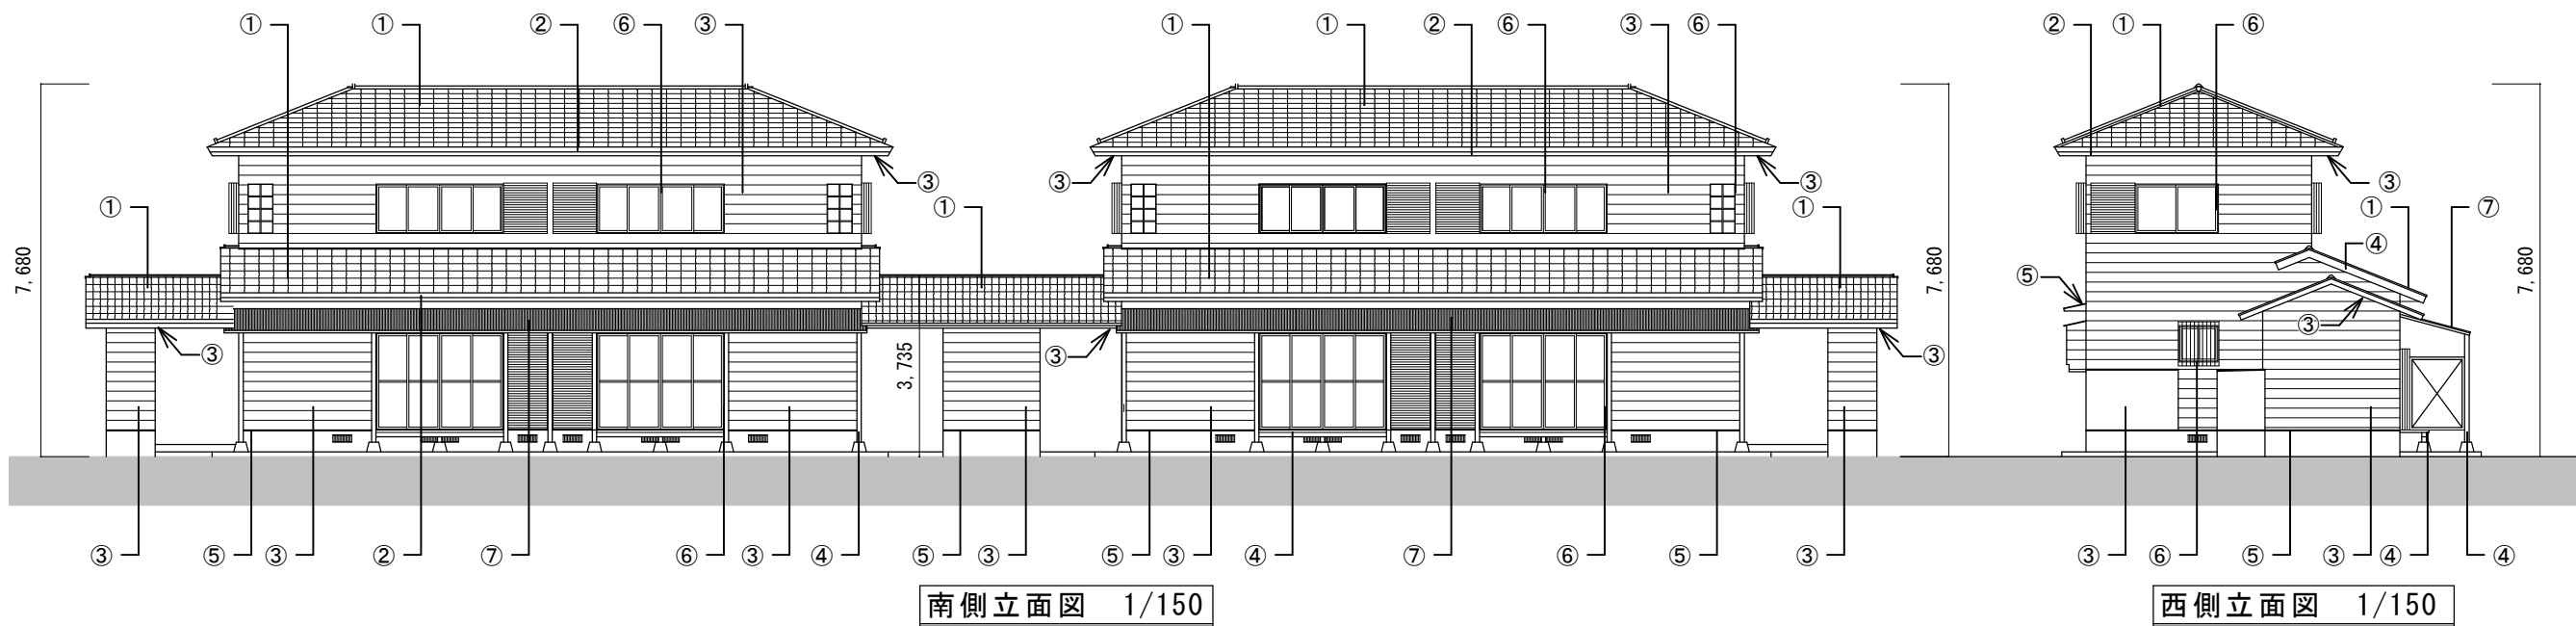 ① ① ② ⑥ ③ ① ① ② ⑥ ③ ⑥ ② ① ⑥
③ ③ ③ ③
① ① ① ① ⑦
④
7,680 7,680 7,680
⑤
③ ③ ③ ③
3,735
③ ⑤ ③ ② ⑦ ⑥ ③ ④ ⑤ ③ ⑤ ③ ④ ⑦ ⑥ ⑤ ③ ③ ⑥ ⑤ ③ ④ ④
南側立面図 1/150
西側立面図 1/150